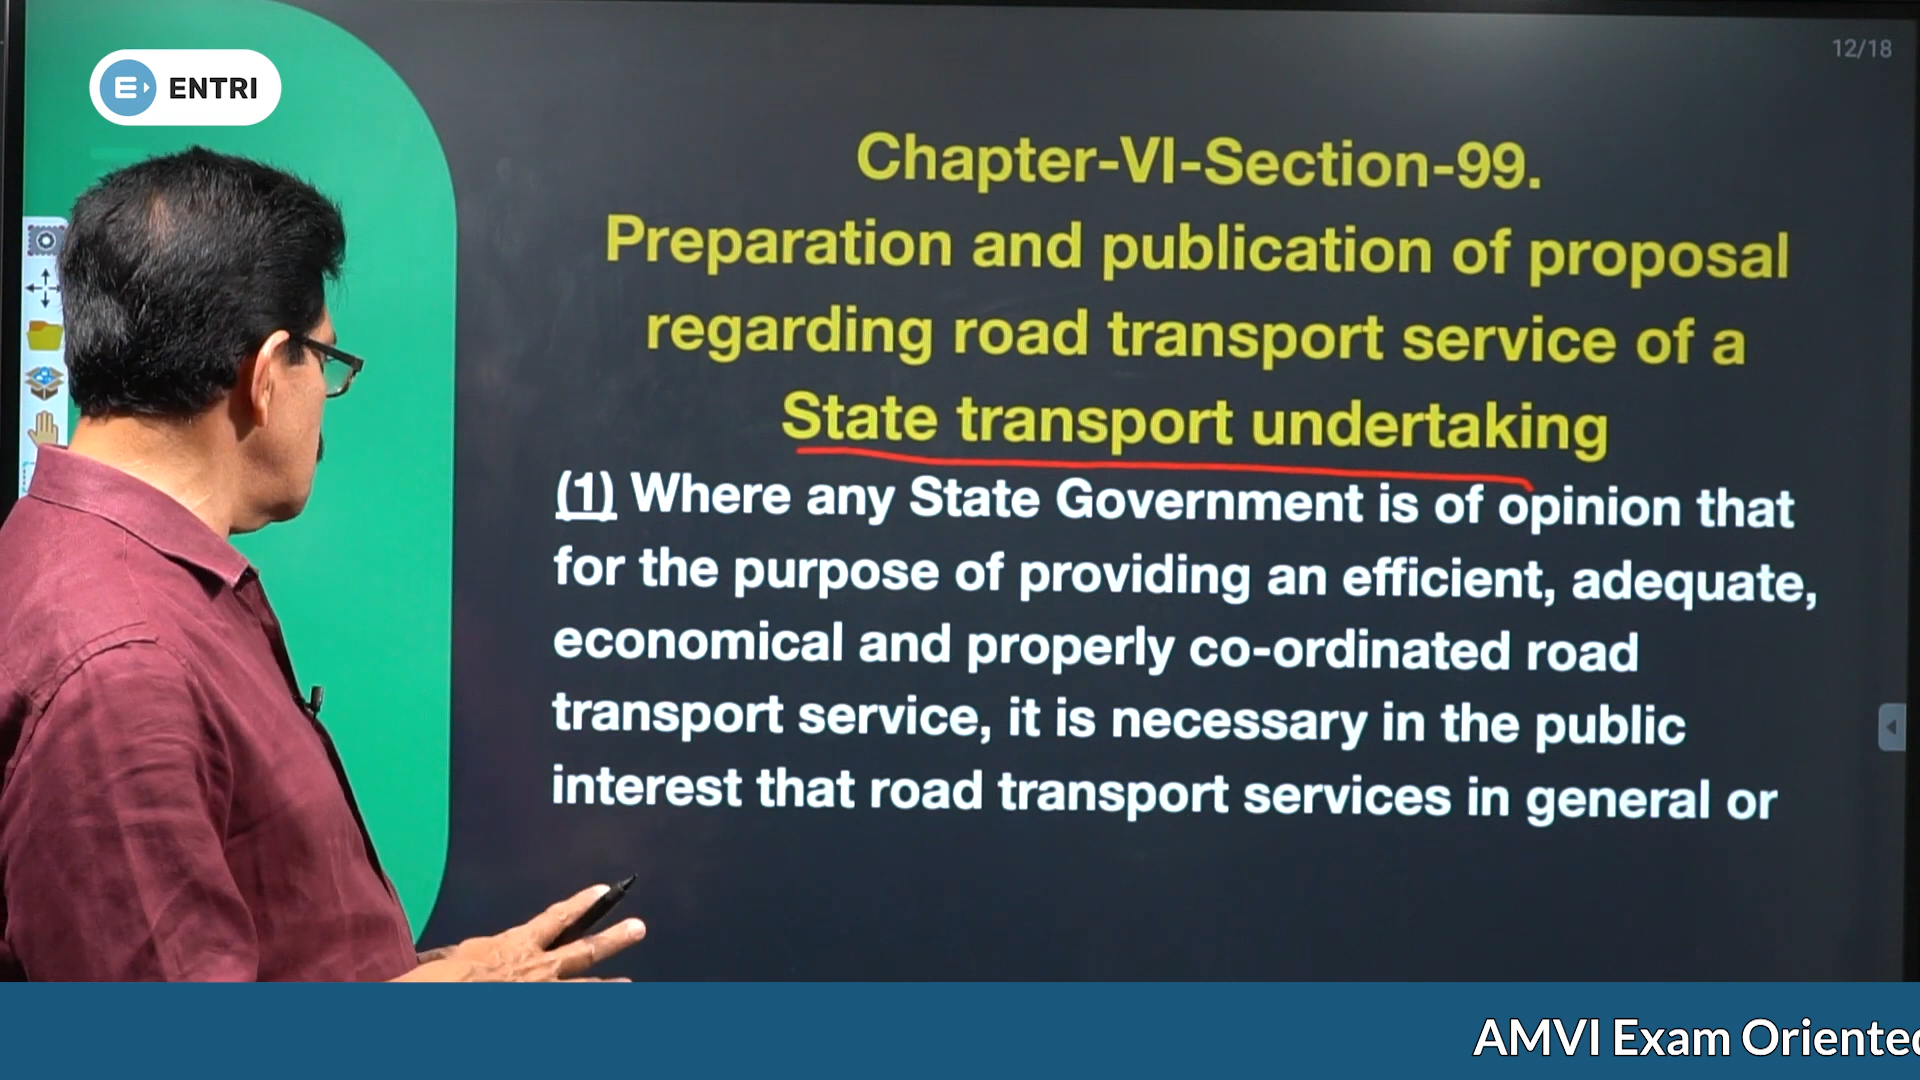 ENTRI
12/18
Chapter-VI-Section-99.
Preparation and publication of proposal
regarding road transport service of a
State transport undertaking
(1) Where any State Government is of opinion that
for the purpose of providing an efficient, adequate,
economical and properly co-ordinated road
transport service, it is necessary in the public
interest that road transport services in general or
AMVI Exam Oriented